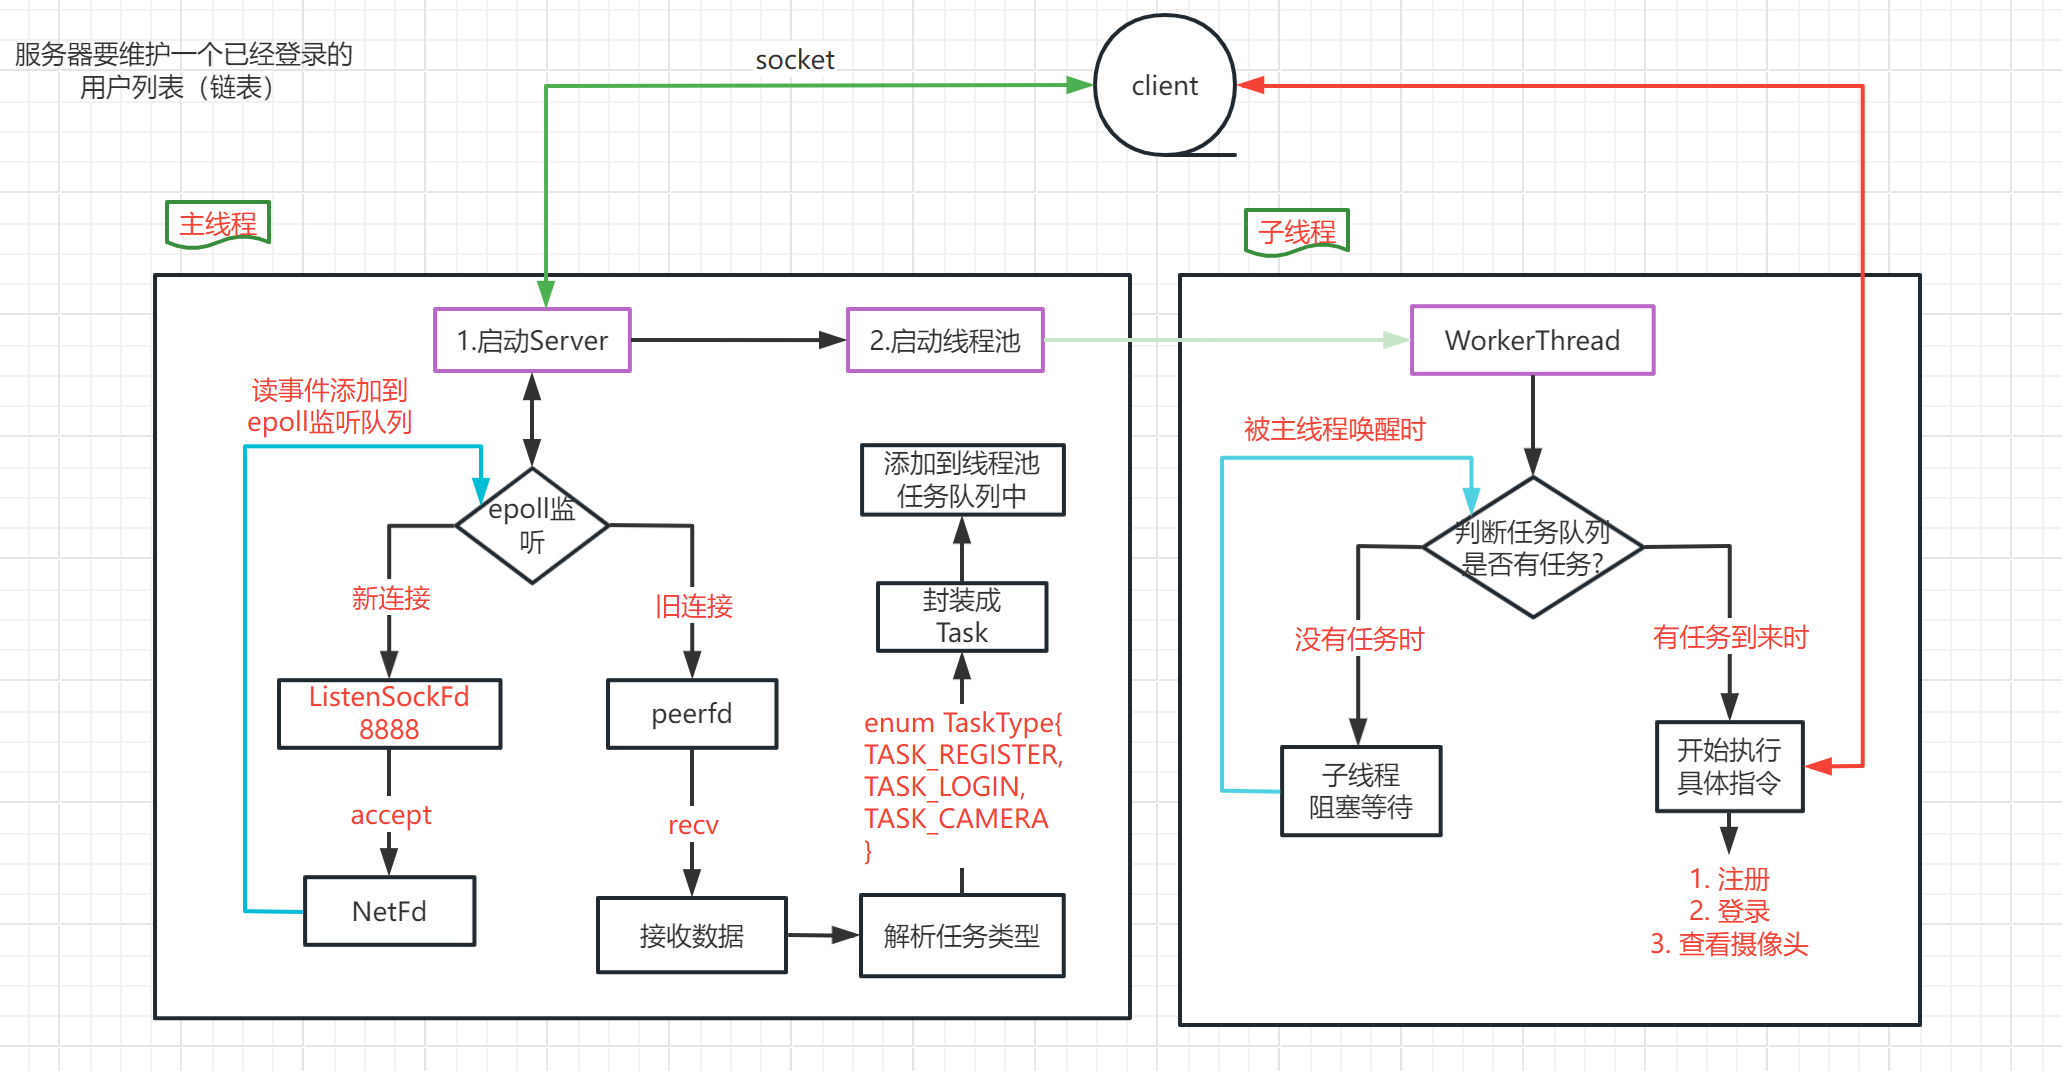 服务器要维护一个已经登录的
用户列表（链表）
socket
client
主线程
子线程
1.启动Server
2.启动线程池
WorkerThread
读事件添加到
epoll监听队列
epoll监
听
新连接
旧连接
ListenSockFd
8888
accept
NetFd
peerfd
recv
接收数据
解析任务类型
enum TaskType{
TASK_REGISTER,
TASK_LOGIN,
TASK_CAMERA
}
封装成
Task
添加到线程池
任务队列中
被主线程唤醒时
判断任务队列
是否有任务?
没有任务时
有任务到来时
子线程
阻塞等待
开始执行
具体指令
1. 注册
2. 登录
3. 查看摄像头